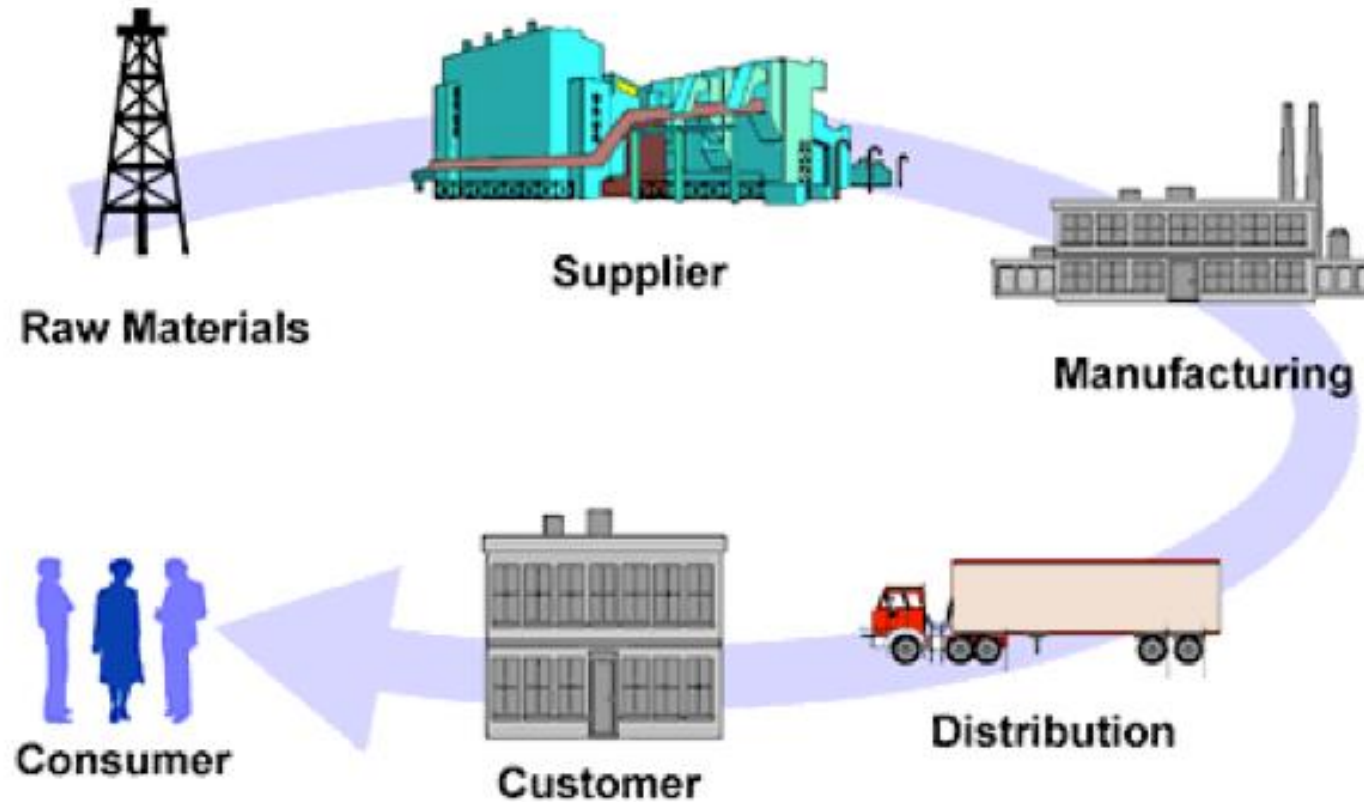 Raw Materials
Supplier
Manufacturing
Distribution
Customer
Consumer